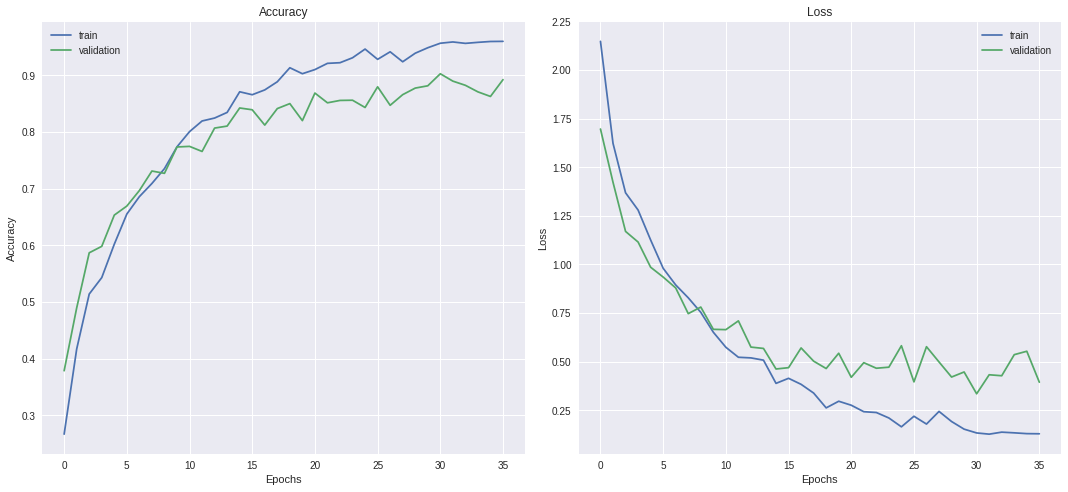 Accuracy
train
validation
0.9
0.8
0.7
0.6
0.5
0.4
0.3
Accuracy
0 5 10 15 20 25 30 35
Epochs
Loss
train
validation
2.25
2.00
1.75
1.50
1.25
1.00
0.75
0.50
0.25
Loss
0 5 10 15 20 25 30 35
Epochs